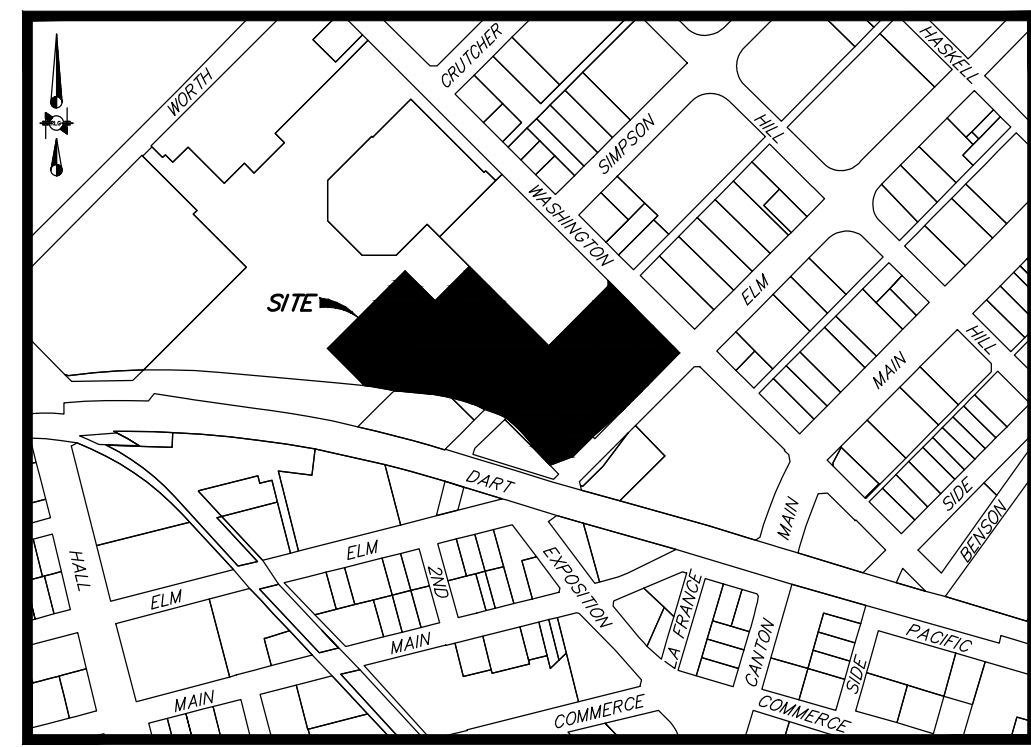 HASKELL
CRUTCHER
WORTH
HILL
SIMPSON
WASHINGTON
ELM
SITE
HILL
MAIN
DART
SIDE
MAIN
BENSON
ELM
HALL
EXPOSITION
2ND
ELM
LA FRANCE
MAIN
CANTON
PACIFIC
SIDE
MAIN
COMMERCE
COMMERCE